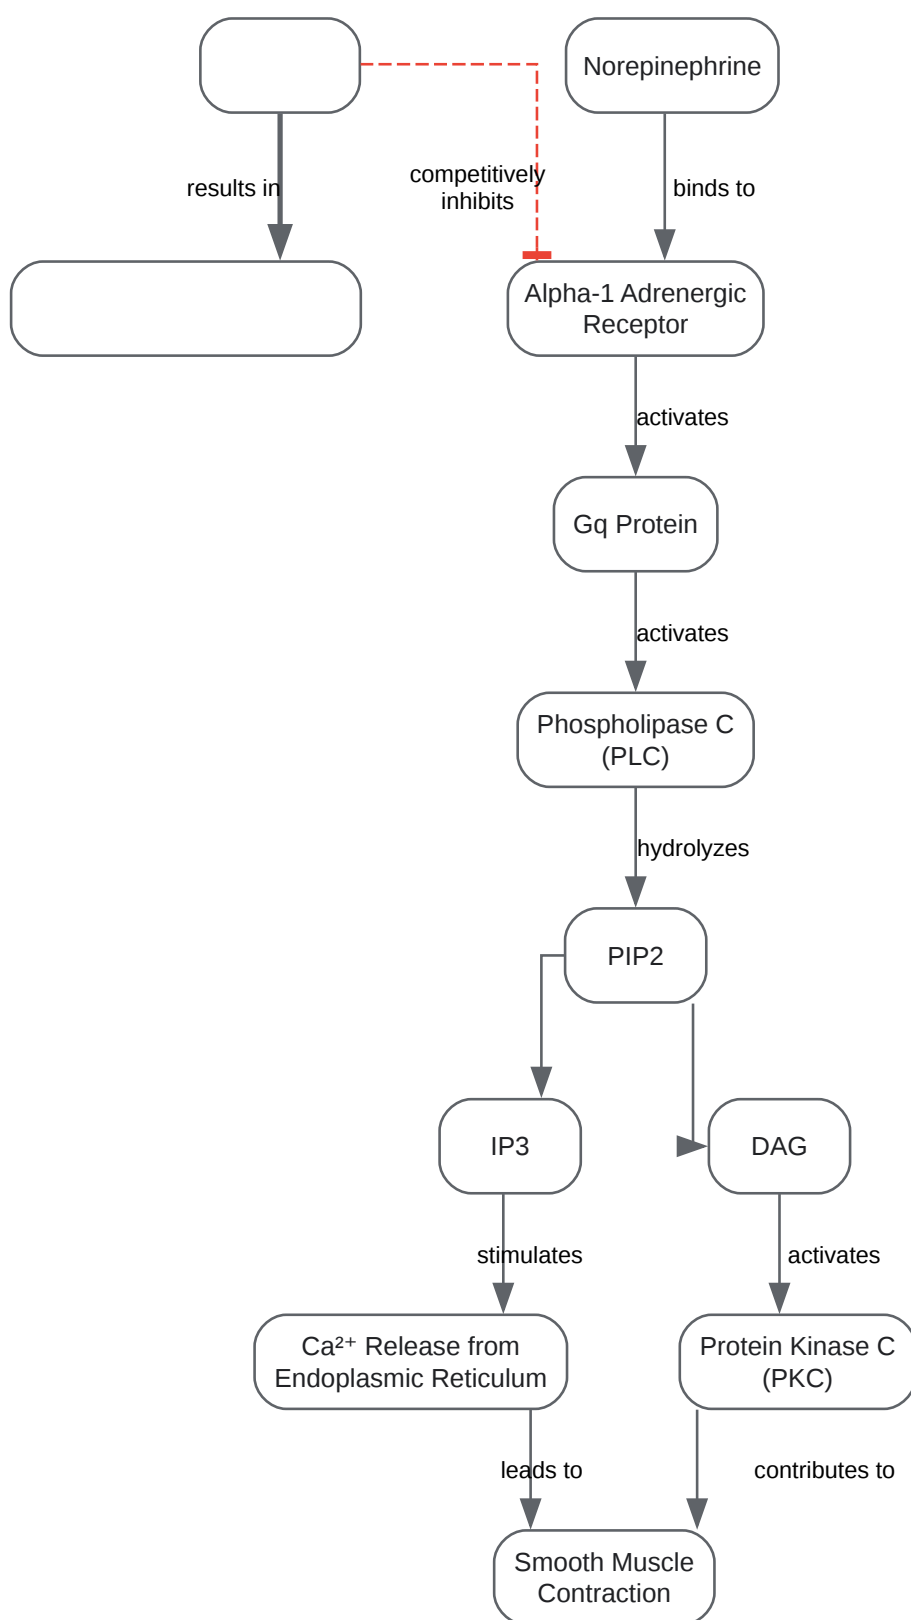 Norepinephrine
results in
competitively
inhibits
binds to
Alpha-1 Adrenergic
Receptor
activates
Gq Protein
activates
Phospholipase C
(PLC)
hydrolyzes
PIP2
IP3
DAG
stimulates
activates
Ca²⁺ Release from
Endoplasmic Reticulum
Protein Kinase C
(PKC)
leads to
contributes to
Smooth Muscle
Contraction